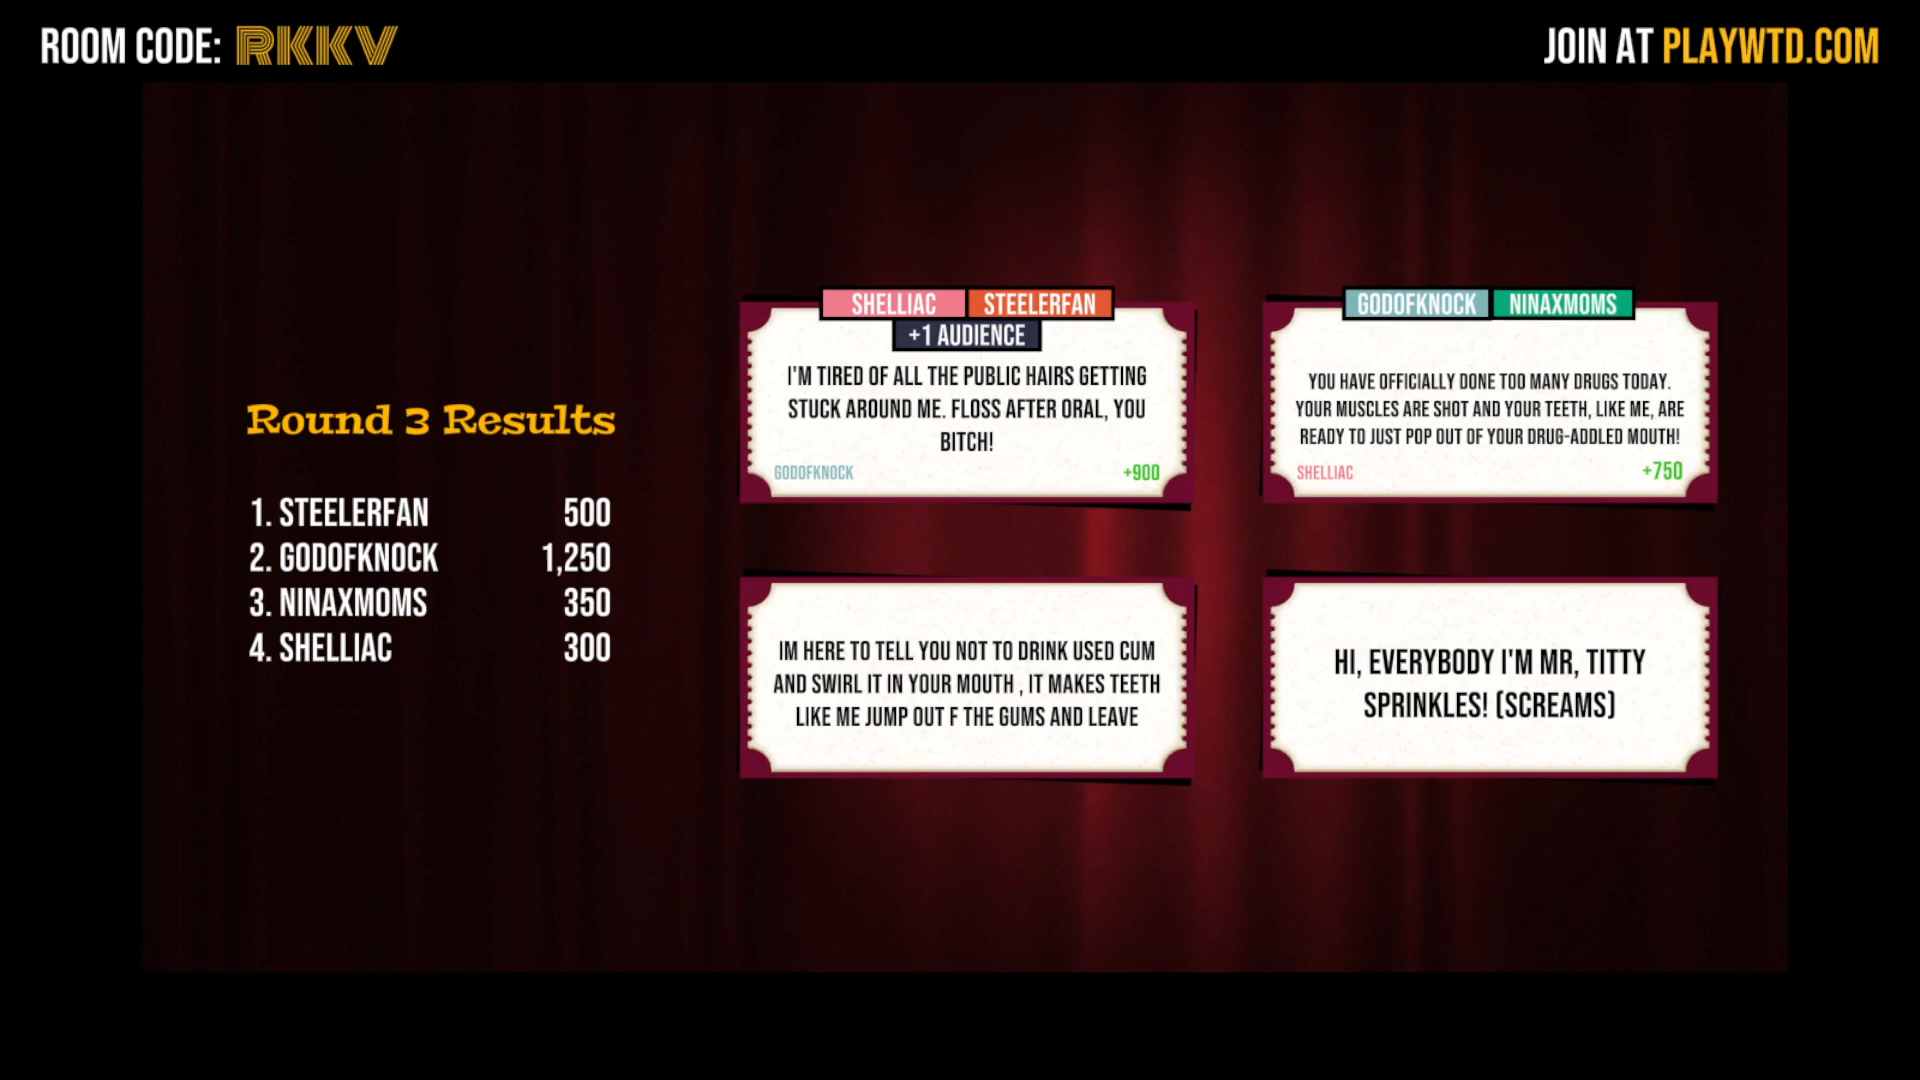 ROOM CODE: RKKV
JOIN AT PLAYWTD.COM
Round 3 Results
1. STEELERFAN 500
2. GODOFKNOCK 1,250
3. NINAXMOMS 350
4. SHELLIAC 300
SHELLIAC STEELERFAN
+1 AUDIENCE
I'M TIRED OF ALL THE PUBLIC HAIRS GETTING
STUCK AROUND ME. FLOSS AFTER ORAL, YOU
BITCH!
GODOFKNOCK +900
GODOFKNOCK NINAXMOMS
YOU HAVE OFFICIALLY DONE TOO MANY DRUGS TODAY.
YOUR MUSCLES ARE SHOT AND YOUR TEETH, LIKE ME, ARE
READY TO JUST POP OUT OF YOUR DRUG-ADDLED MOUTH!
SHELLIAC +750
IM HERE TO TELL YOU NOT TO DRINK USED CUM
AND SWIRL IT IN YOUR MOUTH , IT MAKES TEETH
LIKE ME JUMP OUT F THE GUMS AND LEAVE
HI, EVERYBODY I'M MR, TITTY
SPRINKLES! (SCREAMS)